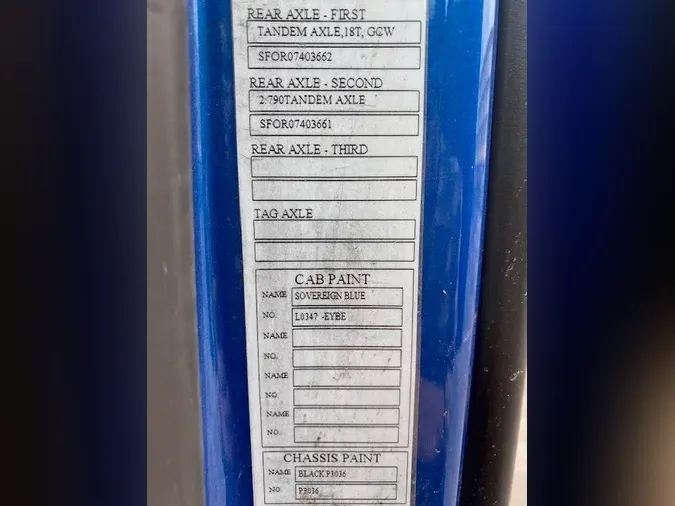 REAR AXLE - FIRST
TANDEM AXLE,18T, GCW
SFOR07403662
REAR AXLE - SECOND
2.790TANDEM AXLE
SFOR07403661
REAR AXLE - THIRD
TAG AXLE
CAB PAINT
NAME SOVEREIGN BLUE
NO. L0347 -EYBE
NAME
NO.
NAME
NO.
NAME
NO.
CHASSIS PAINT
NAME BLACK P3036
NO P3036